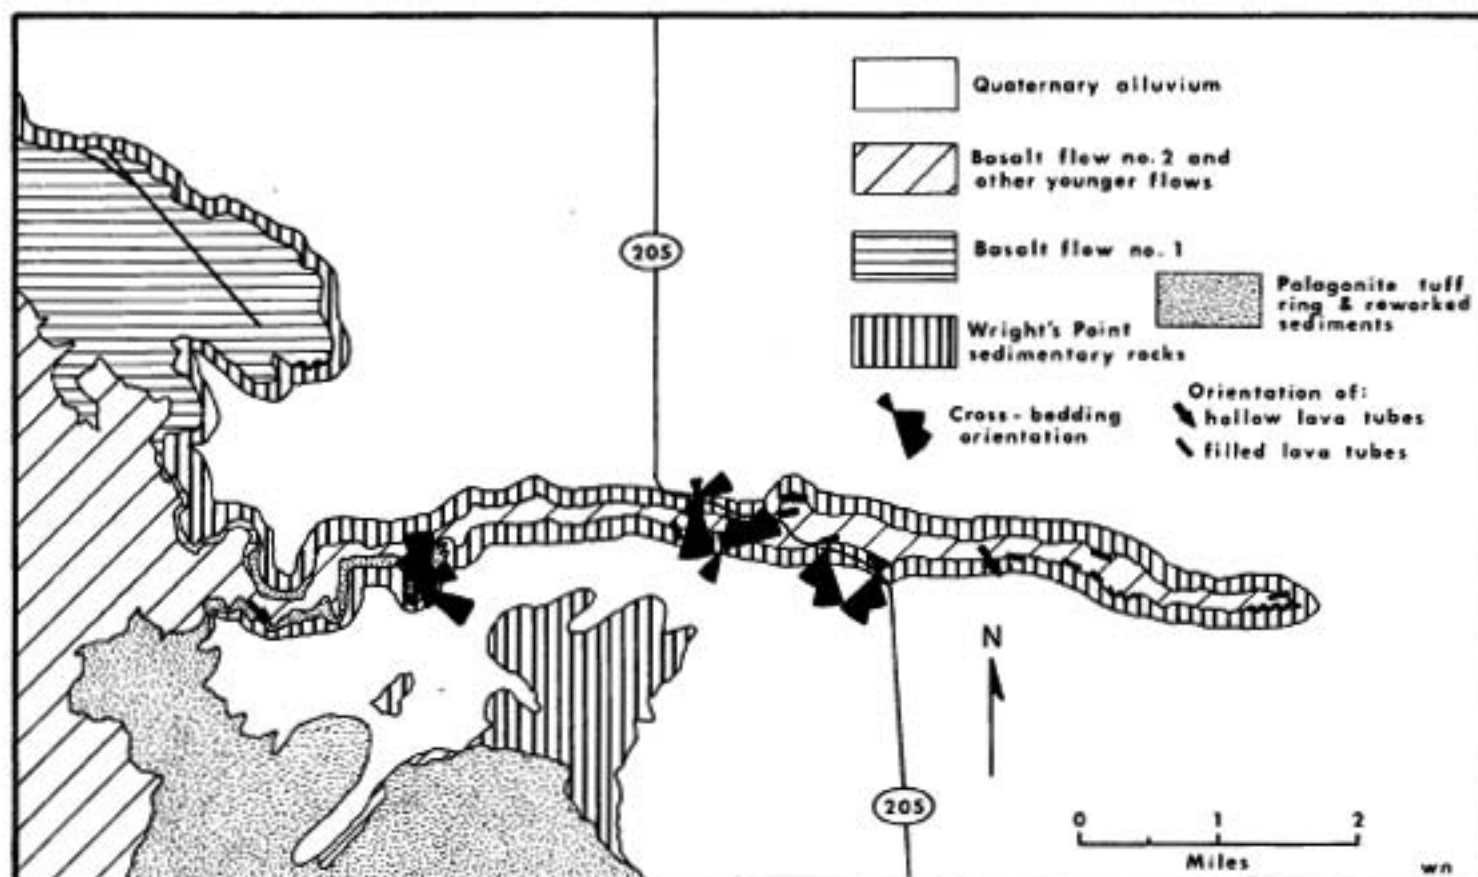 Quaternary alluvium
Basalt flow no. 2 and
other younger flows
205
Basalt flow no. 1
Palagonite tuff
ring & reworked
sediments
Wright's Point
sedimentary rocks
Orientation of:
hollow lava tubes
filled lava tubes
Cross-bedding
orientation
N
205
0 1 2
Miles
wn